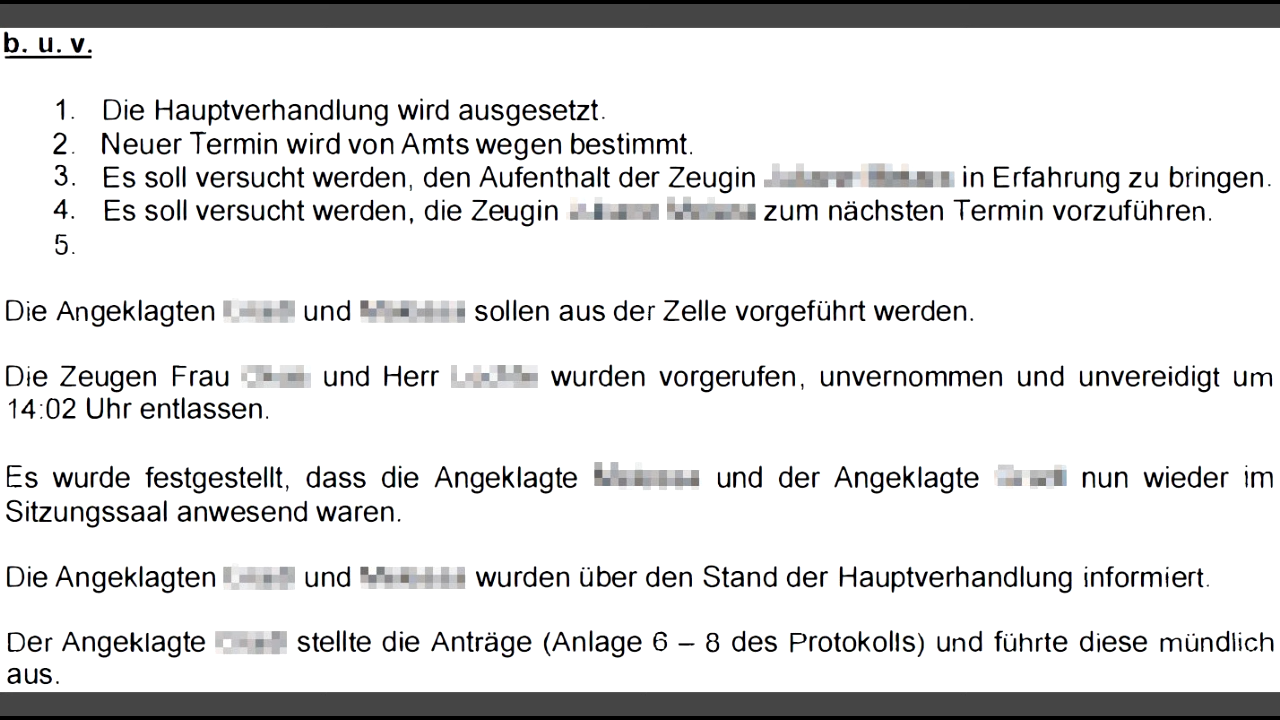 b. u. v.
1. Die Hauptverhandlung wird ausgesetzt.
2. Neuer Termin wird von Amts wegen bestimmt.
3. Es soll versucht werden, den Aufenthalt der Zeugin in Erfahrung zu bringen.
4. Es soll versucht werden, die Zeugin zum nächsten Termin vorzuführen.
5.
Die Angeklagten und sollen aus der Zelle vorgeführt werden.
Die Zeugen Frau und Herr wurden vorgerufen, unvernommen und unvereidigt um
14:02 Uhr entlassen.
Es wurde festgestellt, dass die Angeklagte und der Angeklagte nun wieder im
Sitzungssaal anwesend waren.
Die Angeklagten und wurden über den Stand der Hauptverhandlung informiert.
Der Angeklagte stellte die Anträge (Anlage 6 – 8 des Protokolls) und führte diese mündlich
aus.